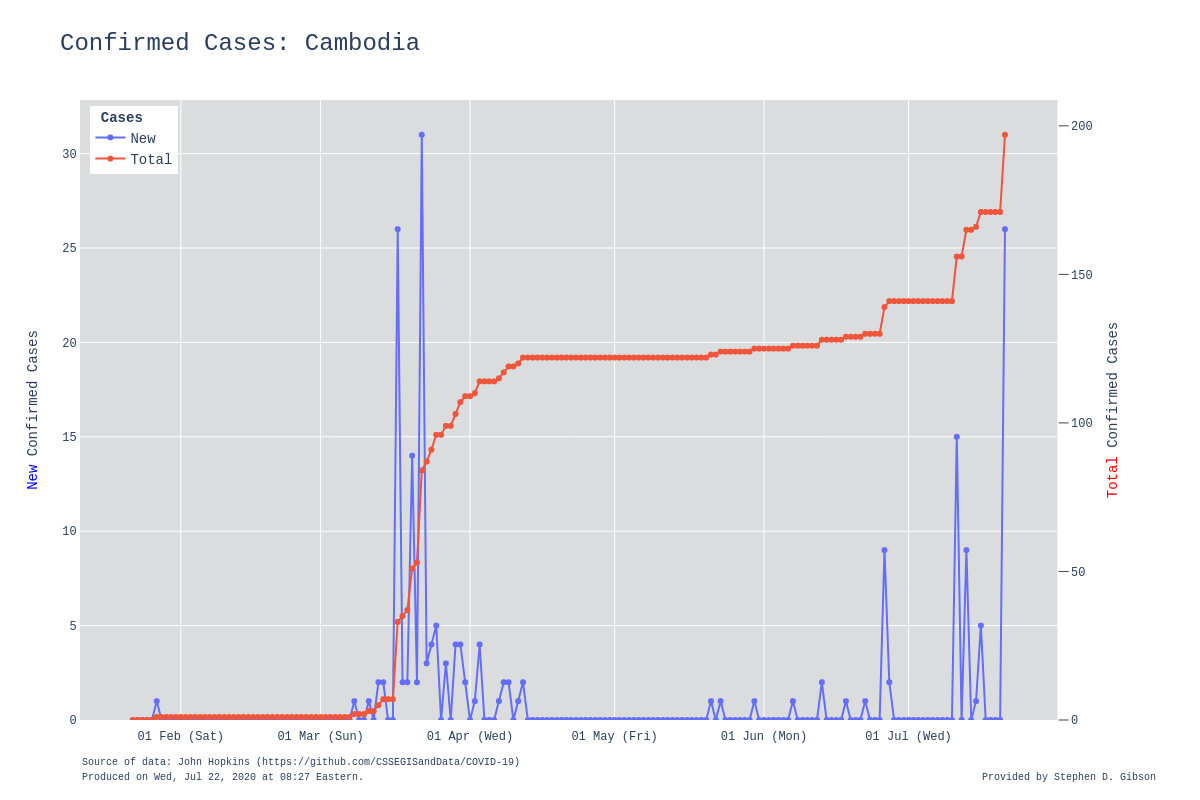 Confirmed Cases: Cambodia
Cases
New
Total
30
25
20
15
10
5
0
200
150
100
50
0
New Confirmed Cases
Total Confirmed Cases
01 Feb (Sat)
01 Mar (Sun)
01 Apr (Wed)
01 May (Fri)
01 Jun (Mon)
01 Jul (Wed)
Source of data: John Hopkins (https://github.com/CSSEGISandData/COVID-19)
Produced on Wed, Jul 22, 2020 at 08:27 Eastern.
Provided by Stephen D. Gibson